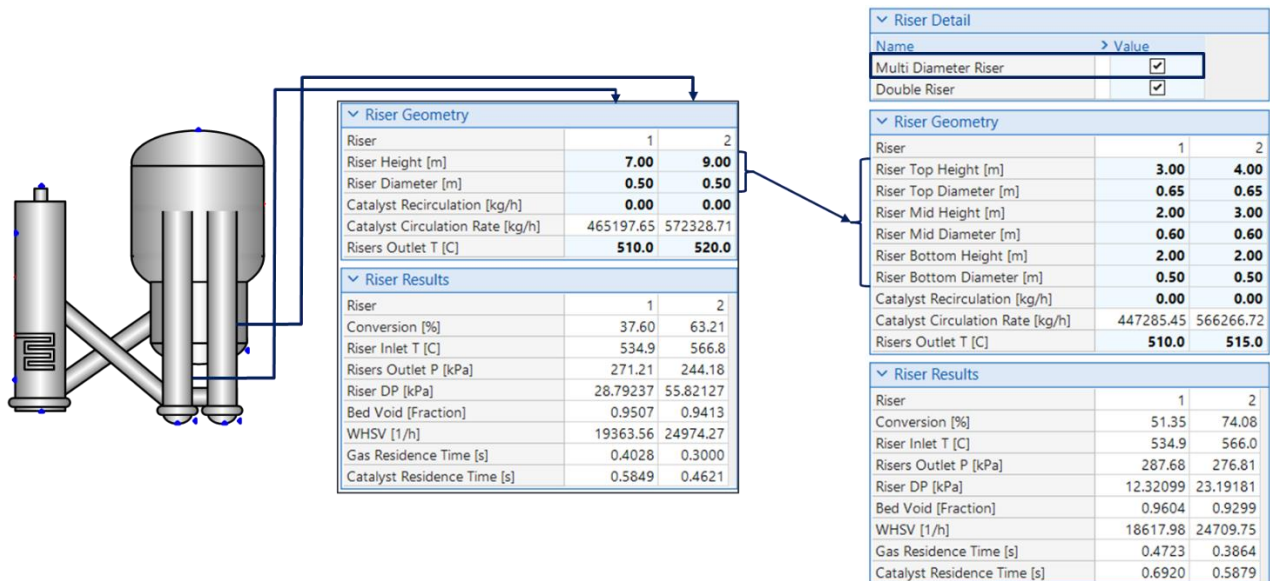 Riser Geometry
Riser 1 2
Riser Height [m] 7.00 9.00
Riser Diameter [m] 0.50 0.50
Catalyst Recirculation [kg/h] 0.00 0.00
Catalyst Circulation Rate [kg/h] 465197.65 572328.71
Risers Outlet T [C] 510.0 520.0
Riser Results
Riser 1 2
Conversion [%] 37.60 63.21
Riser Inlet T [C] 534.9 566.8
Risers Outlet P [kPa] 271.21 244.18
Riser DP [kPa] 28.79237 55.82127
Bed Void [Fraction] 0.9507 0.9413
WHSV [1/h] 19363.56 24974.27
Gas Residence Time [s] 0.4028 0.3000
Catalyst Residence Time [s] 0.5849 0.4621
Riser Detail
Name > Value
Multi Diameter Riser
Double Riser
Riser Geometry
Riser 1 2
Riser Top Height [m] 3.00 4.00
Riser Top Diameter [m] 0.65 0.65
Riser Mid Height [m] 2.00 3.00
Riser Mid Diameter [m] 0.60 0.60
Riser Bottom Height [m] 2.00 2.00
Riser Bottom Diameter [m] 0.50 0.50
Catalyst Recirculation [kg/h] 0.00 0.00
Catalyst Circulation Rate [kg/h] 447285.45 566266.72
Risers Outlet T [C] 510.0 515.0
Riser Results
Riser 1 2
Conversion [%] 51.35 74.08
Riser Inlet T [C] 534.9 566.0
Risers Outlet P [kPa] 287.68 276.81
Riser DP [kPa] 12.32099 23.19181
Bed Void [Fraction] 0.9604 0.9299
WHSV [1/h] 18617.98 24709.75
Gas Residence Time [s] 0.4723 0.3864
Catalyst Residence Time [s] 0.6920 0.5879